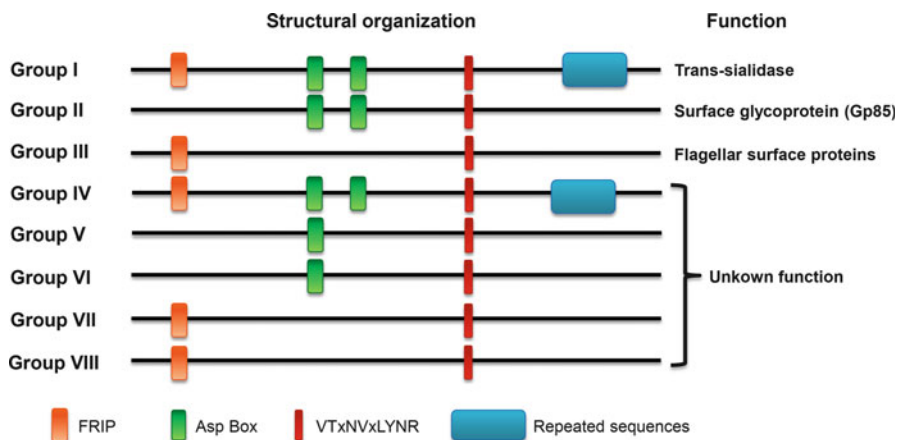 Structural organization
Function
Group I
Trans-sialidase
Group II
Surface glycoprotein (Gp85)
Group III
Flagellar surface proteins
Group IV
Group V
Group VI
Unkown function
Group VII
Group VIII
FRIP
Asp Box
VTxNVxLYNR
Repeated sequences